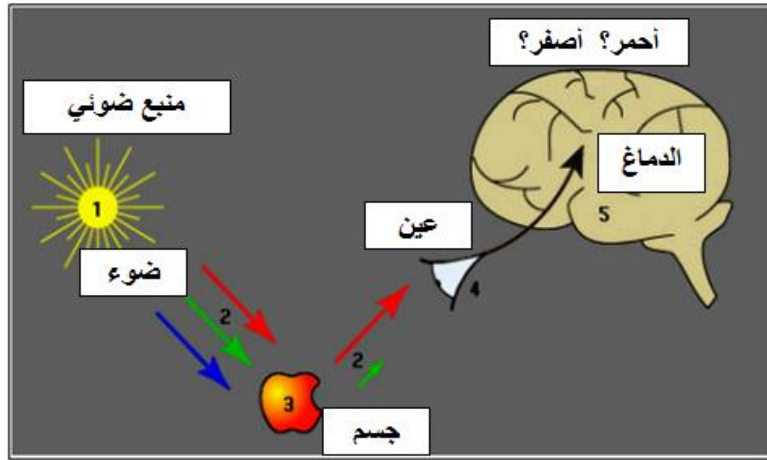 أحمر؟ أصفر؟
منبع ضوئي
الدماغ
1
5
عين
ضوء
4
2
2
3
جسم